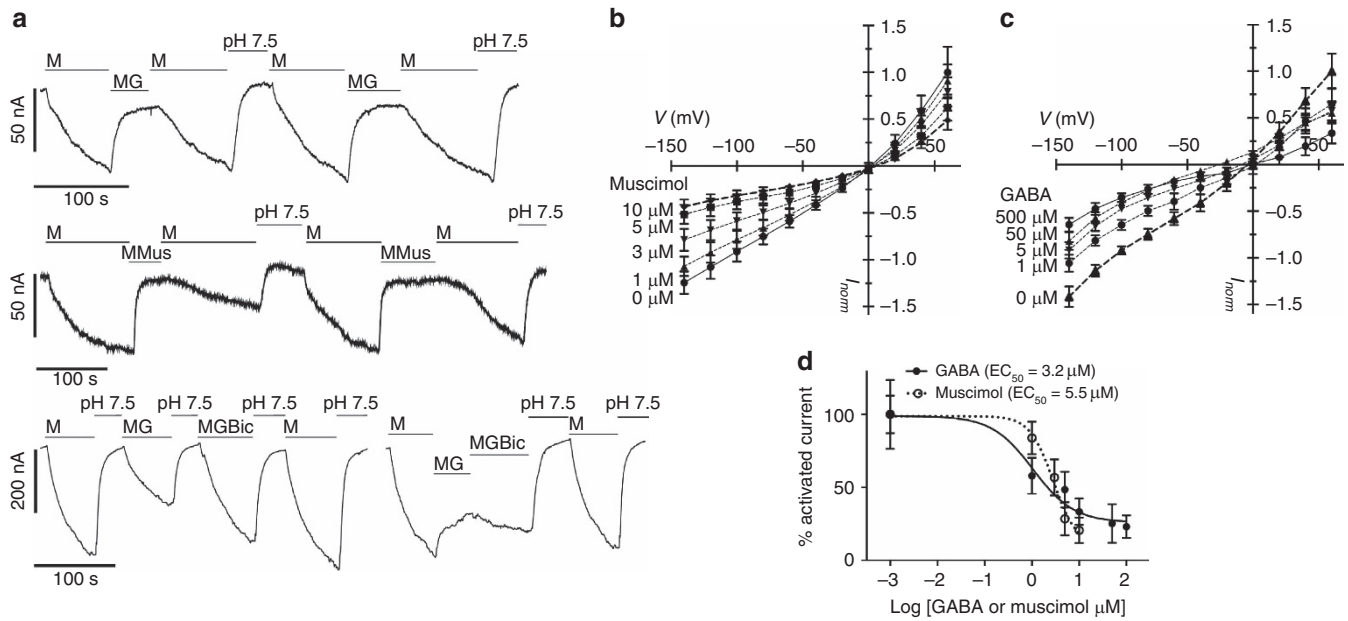 a
pH 7.5 pH 7.5
M M M M
MG MG
50 nA
100 s
pH 7.5 pH 7.5
M M M M
MMus MMus
50 nA
100 s
pH 7.5 pH 7.5 pH 7.5 pH 7.5 pH 7.5 pH 7.5
M MG MGBic M M MGBic M
MG
200 nA
100 s
b
1.5
1.0
0.5
V (mV)
−150 −100 −50 50
Muscimol
10 µM
5 µM
3 µM
1 µM
0 µM
−0.5
−1.0
−1.5
Inorm
c
1.5
1.0
0.5
V (mV)
−150 −100 −50 50
GABA
500 µM
50 µM
5 µM
1 µM
0 µM
−0.5
−1.0
−1.5
Inorm
d
GABA (EC50 = 3.2 µM)
Muscimol (EC50 = 5.5 µM)
% activated current
100
50
0
−3 −2 −1 0 1 2
Log [GABA or muscimol µM]